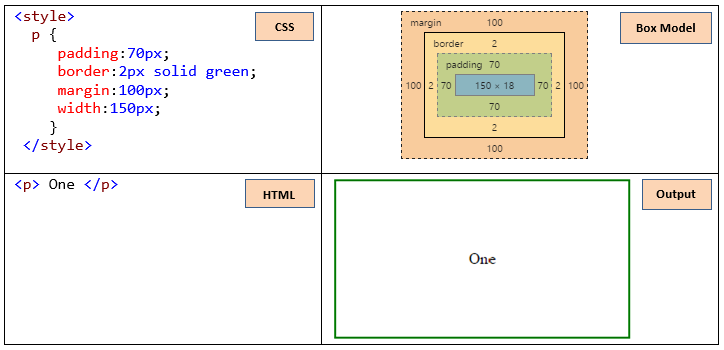 <style>
p {
padding:70px;
border:2px solid green;
margin:100px;
width:150px;
}
</style>
CSS
margin 100
border 2
padding 70
100 2 70 150 × 18 70 2 100
70
2
100
Box Model
<p> One </p>
HTML
One
Output